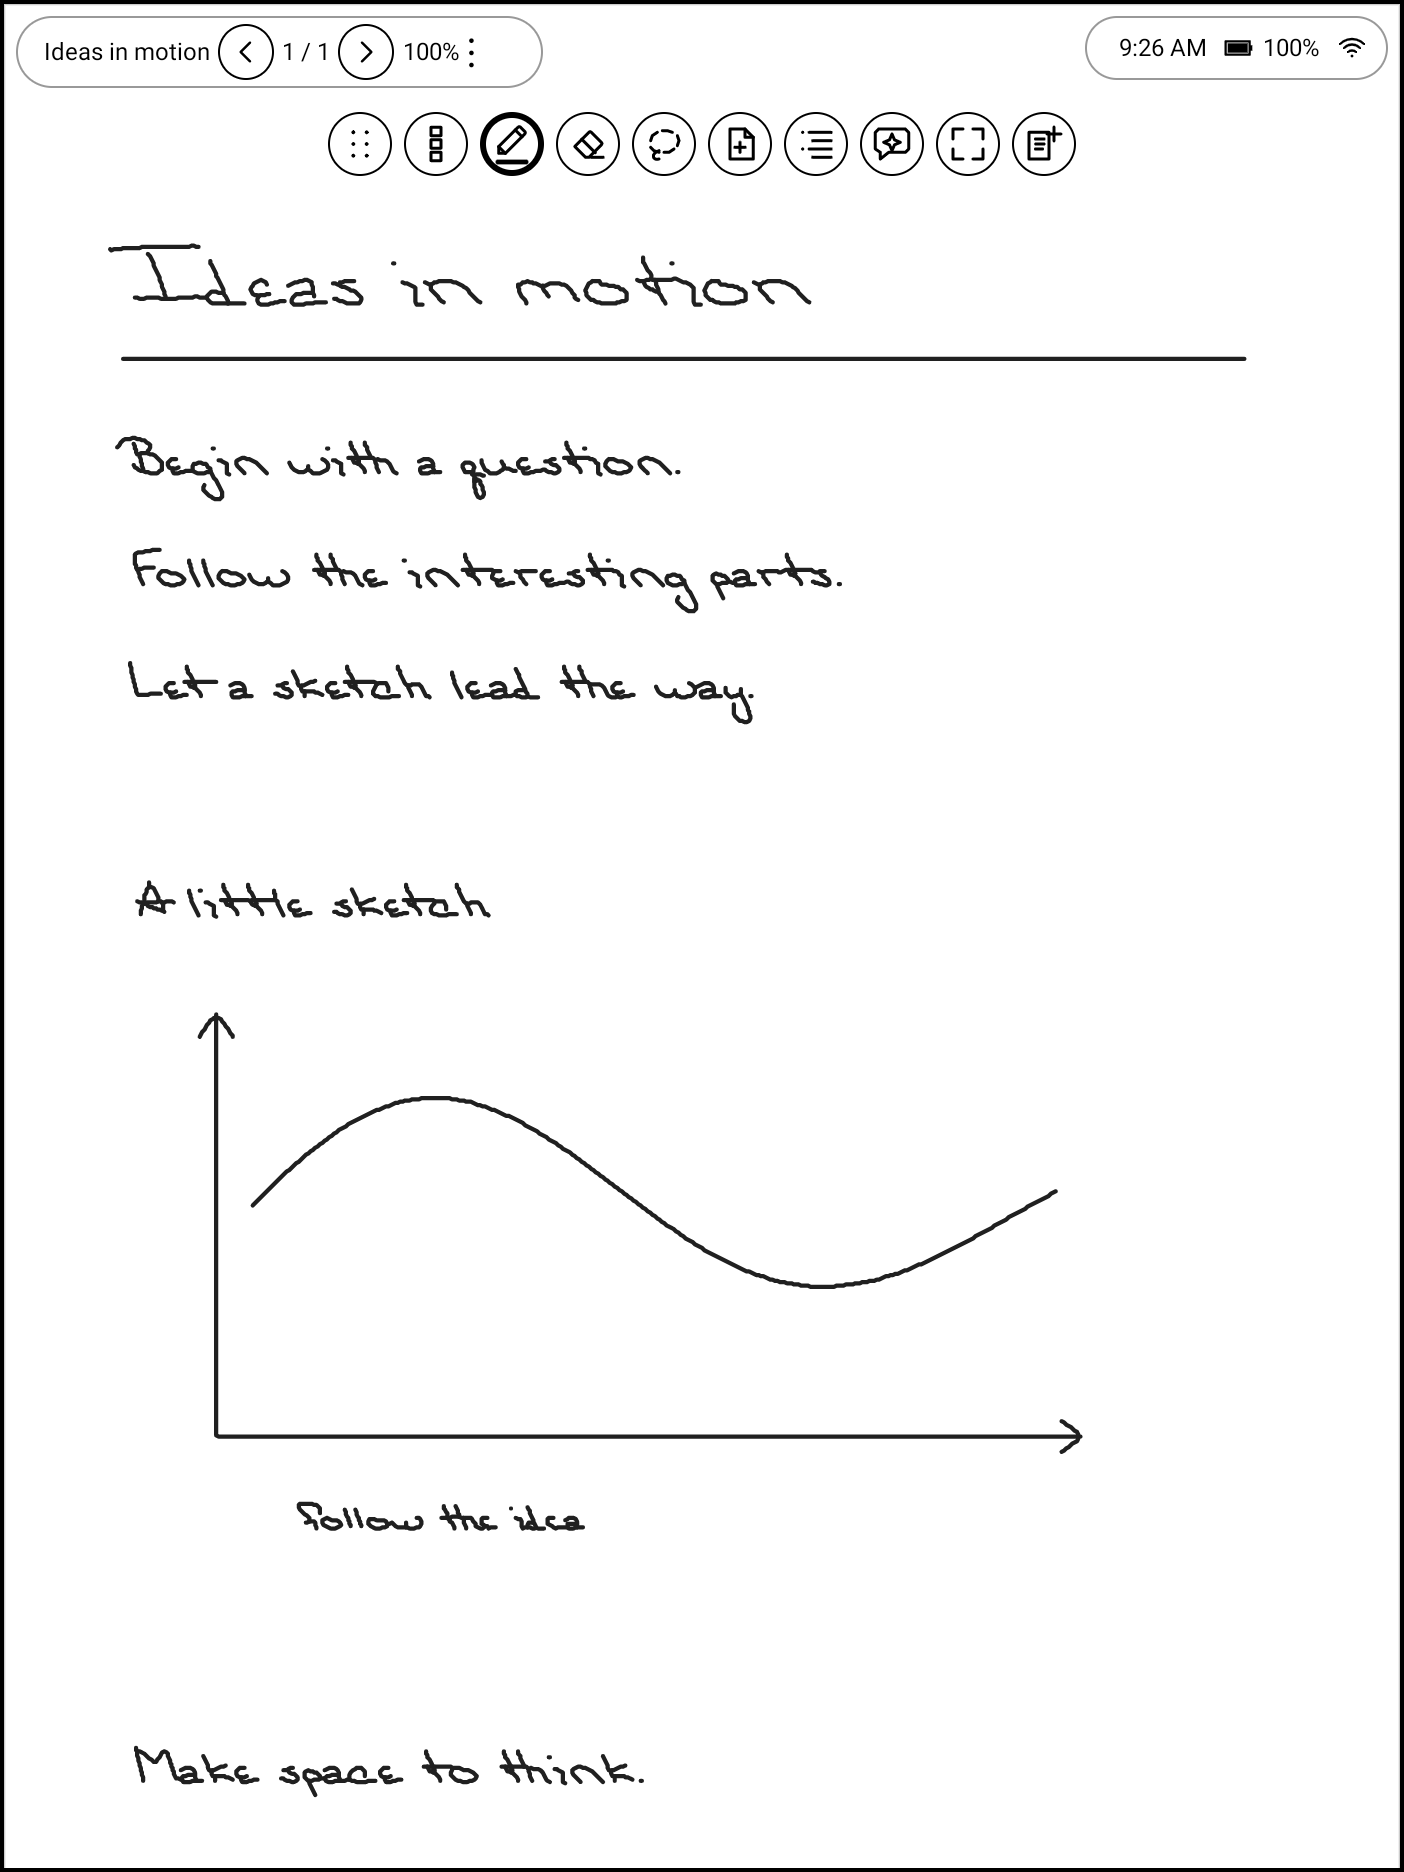 Ideas in motion 1 / 1 100%
9:26 AM 100%
Ideas in motion
Begin with a question.
Follow the interesting parts.
Let a sketch lead the way.
A little sketch
follow the idea
Make space to think.